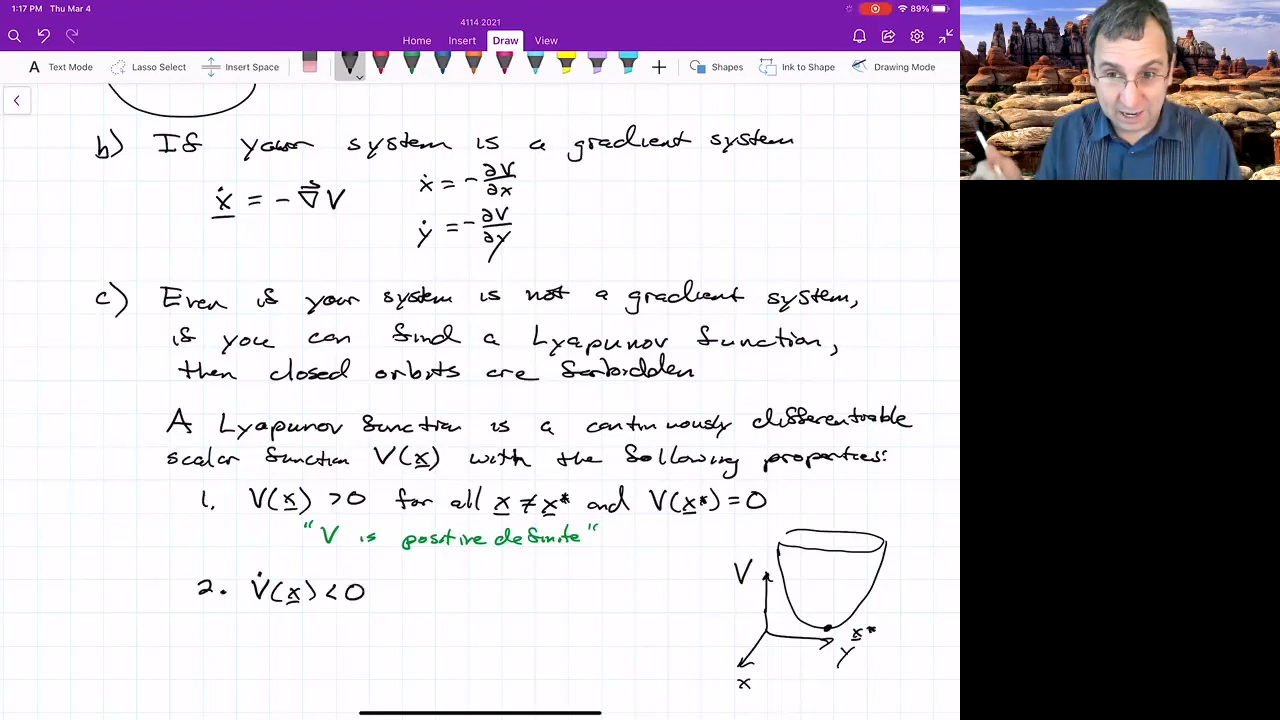 1:17 PM Thu Mar 4
89%
4114 2021
Home Insert Draw View
Text Mode Lasso Select Insert Space Shapes Ink to Shape Drawing Mode
b) If your system is a gradient system
ẋ = - ∇⃗ V
ẋ = - ∂V/∂x
ẏ = - ∂V/∂y
c) Even if your system is not a gradient system,
if you can find a Lyapunov function,
then closed orbits are forbidden
A Lyapunov function is a continuously differentiable
scalar function V(x) with the following properties:
1. V(x) > 0 for all x ≠ x* and V(x*) = 0
"V is positive definite"
2. V̇(x) < 0
V
x*
y
x